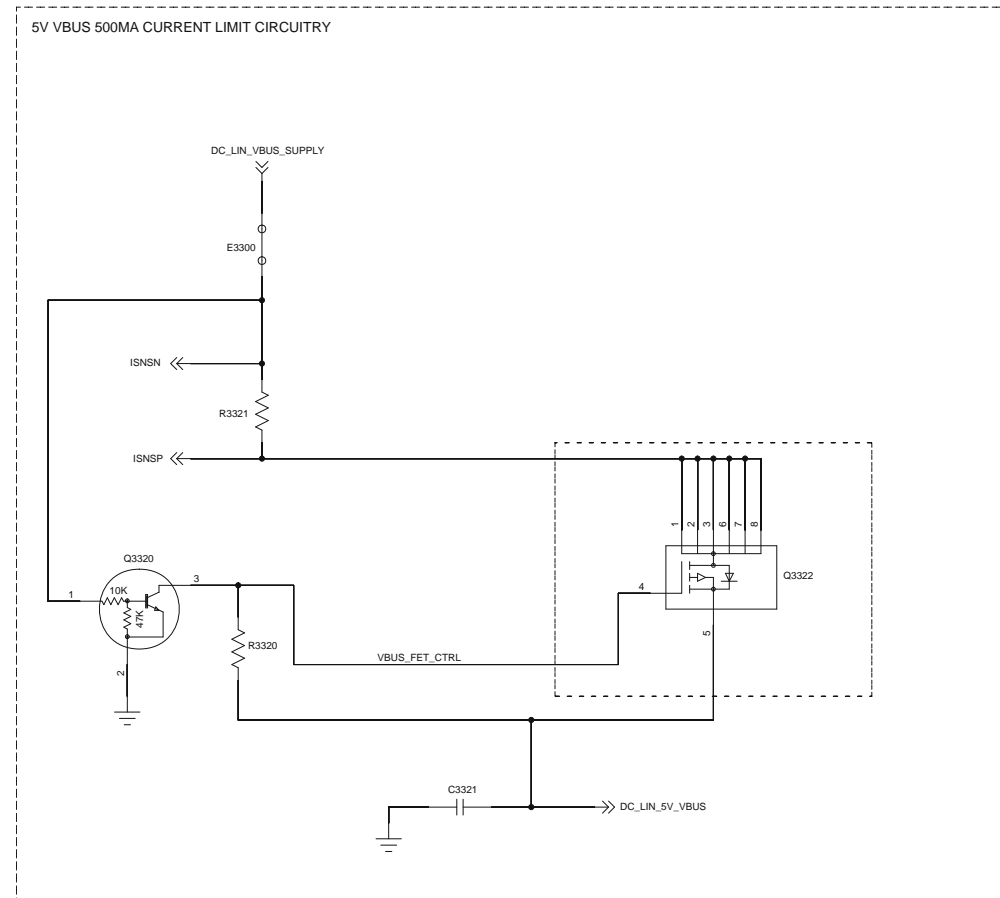 5V VBUS 500MA CURRENT LIMIT CIRCUITRY
DC_LIN_VBUS_SUPPLY
E3300
ISNSN
R3321
ISNSP
1
2
3
6
7
8
Q3320
3
Q3322
10K
4
1
47K
5
R3320
VBUS_FET_CTRL
2
C3321
DC_LIN_5V_VBUS